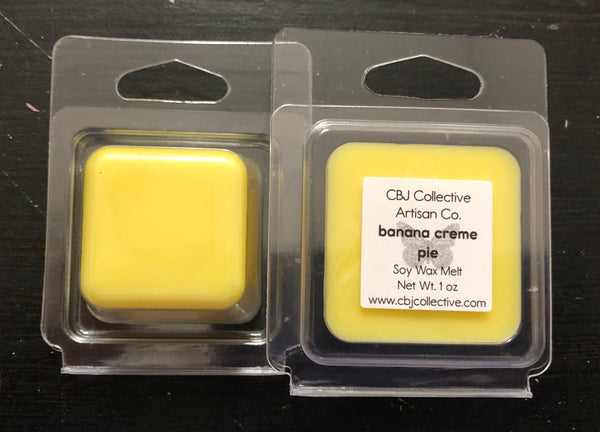 CBJ Collective
Artisan Co.
banana creme
pie
Soy Wax Melt
Net Wt. 1 oz
www.cbjcollective.com